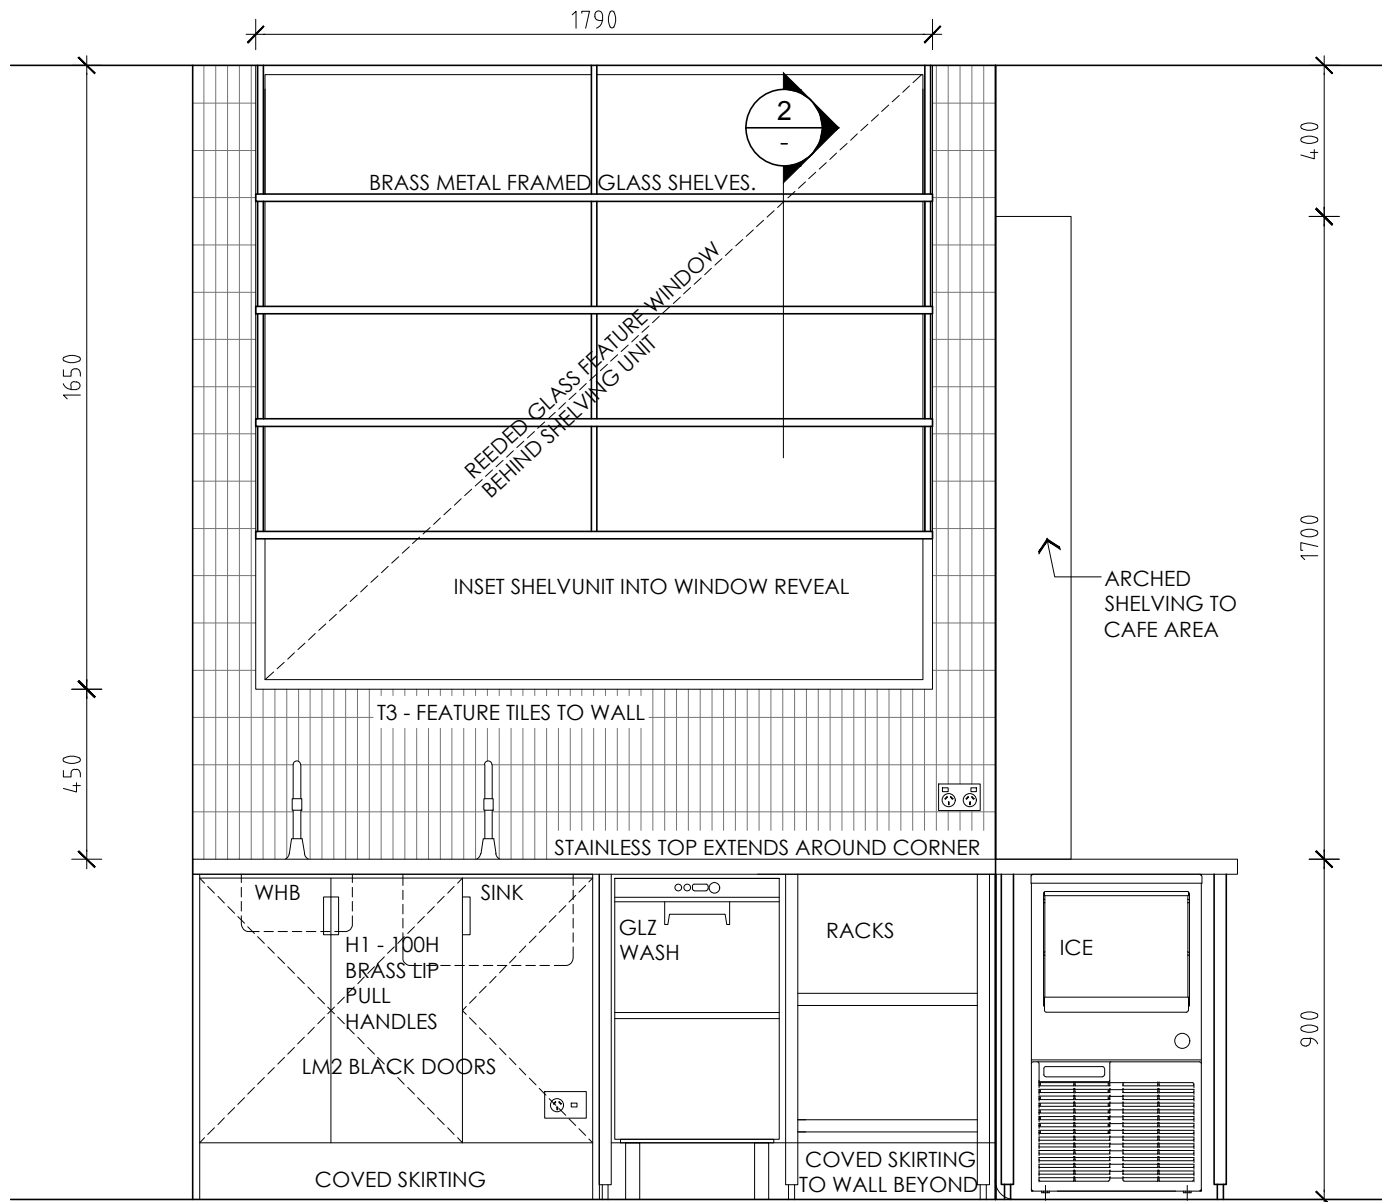 1790
2
-
400
BRASS METAL FRAMED GLASS SHELVES.
REEDED GLASS FEATURE WINDOW
BEHIND SHELVING UNIT
1650
1700
INSET SHELVUNIT INTO WINDOW REVEAL
ARCHED
SHELVING TO
CAFE AREA
T3 - FEATURE TILES TO WALL
450
STAINLESS TOP EXTENDS AROUND CORNER
WHB
SINK
H1 - 100H
BRASS LIP
PULL
HANDLES
LM2 BLACK DOORS
GLZ
WASH
RACKS
ICE
900
COVED SKIRTING
COVED SKIRTING
TO WALL BEYOND